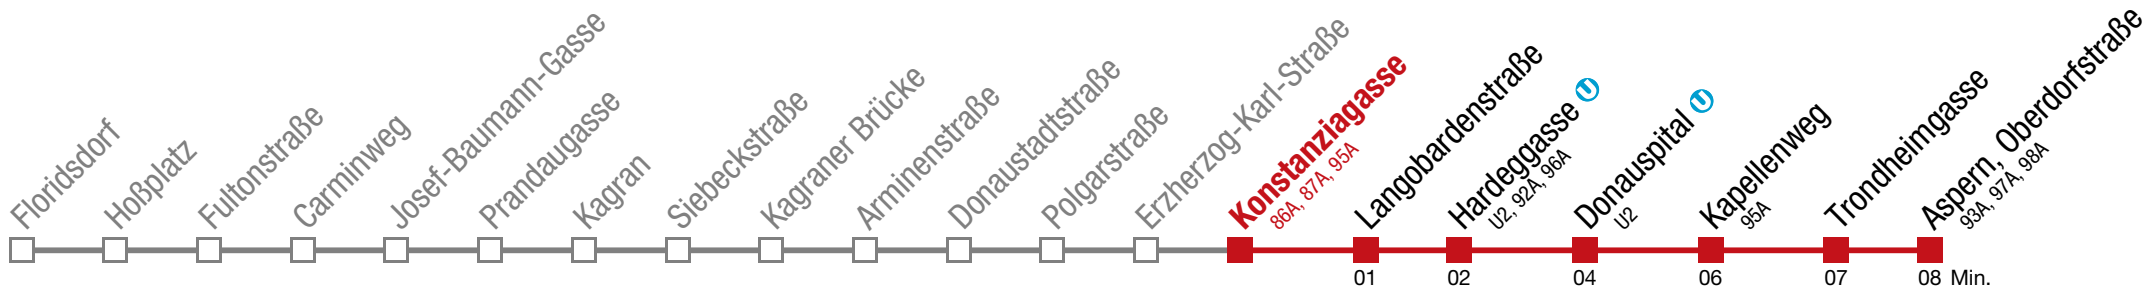 Floridsdorf
Hoßplatz
Fultonstraße
Carminweg
Josef-Baumann-Gasse
Prandaugasse
Kagran
Siebeckstraße
Kagraner Brücke
Arminenstraße
Donaustadtstraße
Polgarstraße
Erzherzog-Karl-Straße
Konstanziagasse
86A, 87A, 95A
Langobardenstraße
Hardeggasse U
U2, 92A, 96A
Donauspital U
U2
Kapellenweg
95A
Trondheimgasse
Aspern, Oberdorfstraße
93A, 97A, 98A
01 02 04 06 07 08 Min.